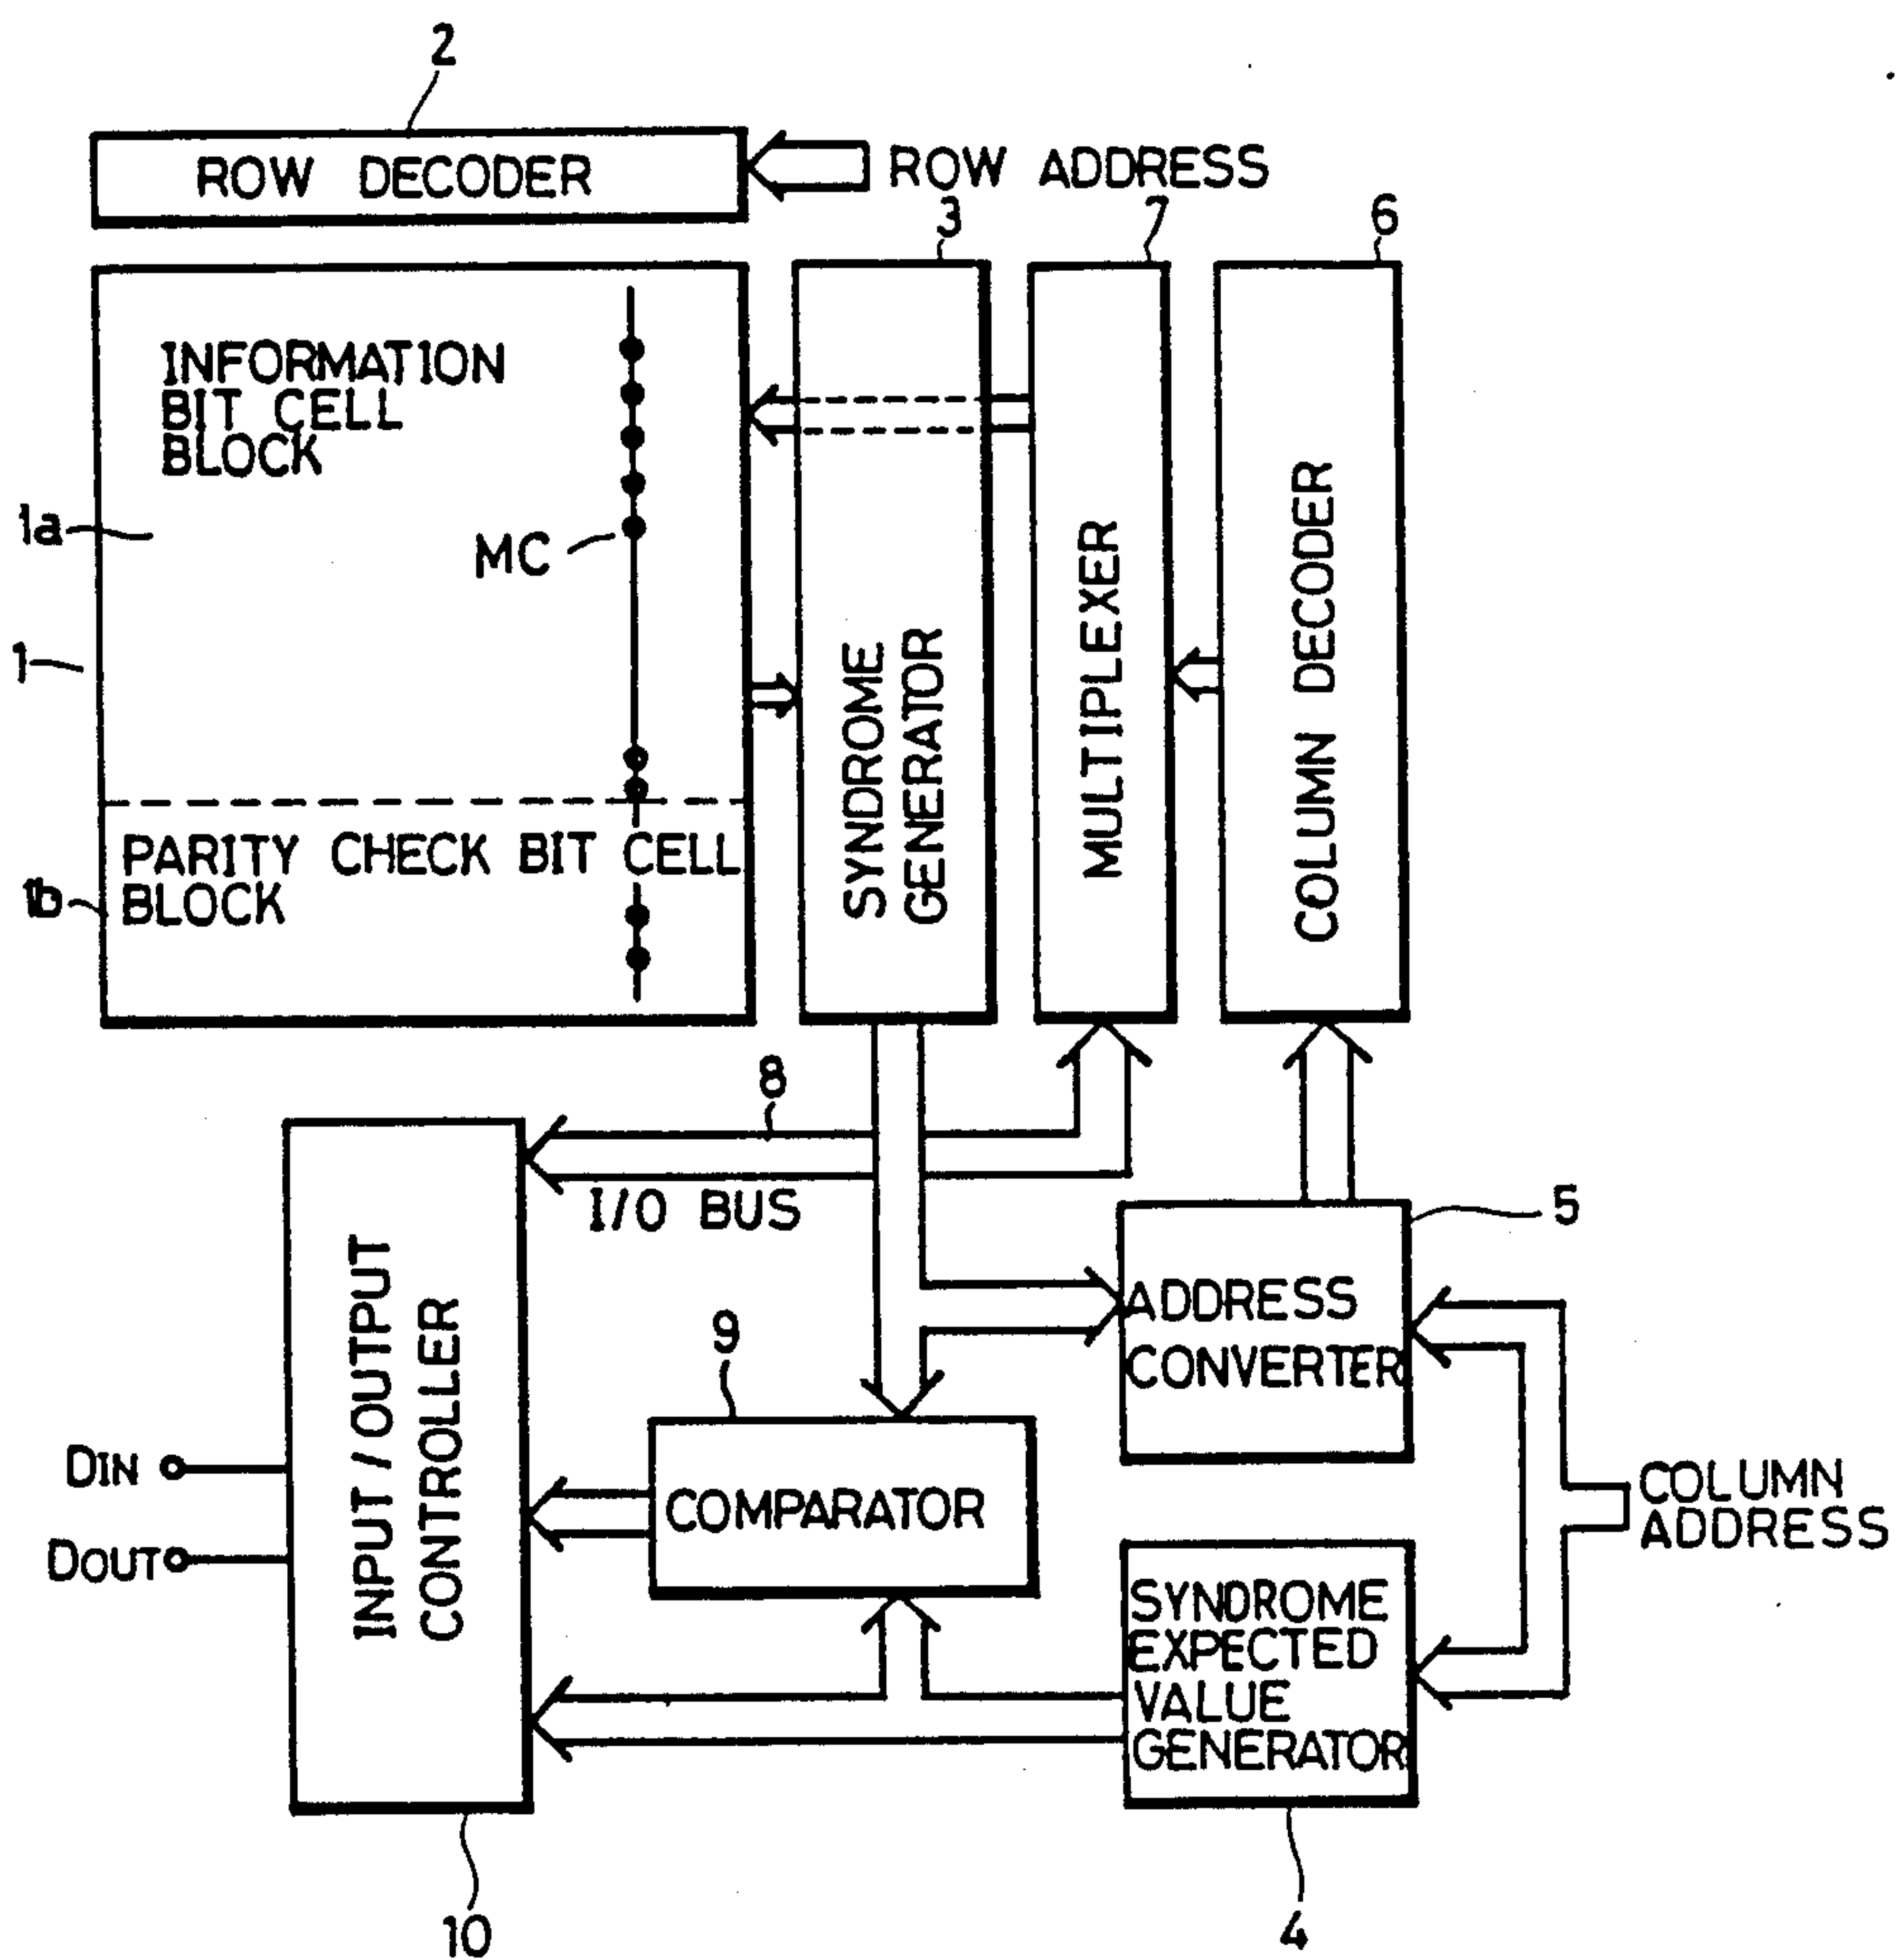 2
ROW DECODER
ROW ADDRESS
3
7
6
INFORMATION
BIT CELL
BLOCK
1a
MC
1
PARITY CHECK BIT CELL
BLOCK
1b
SYNDROME
GENERATOR
MULTIPLEXER
COLUMN DECODER
8
I/O BUS
5
ADDRESS
CONVERTER
9
INPUT/OUTPUT
CONTROLLER
DIN
DOUT
COMPARATOR
COLUMN
ADDRESS
SYNDROME
EXPECTED
VALUE
GENERATOR
10
4